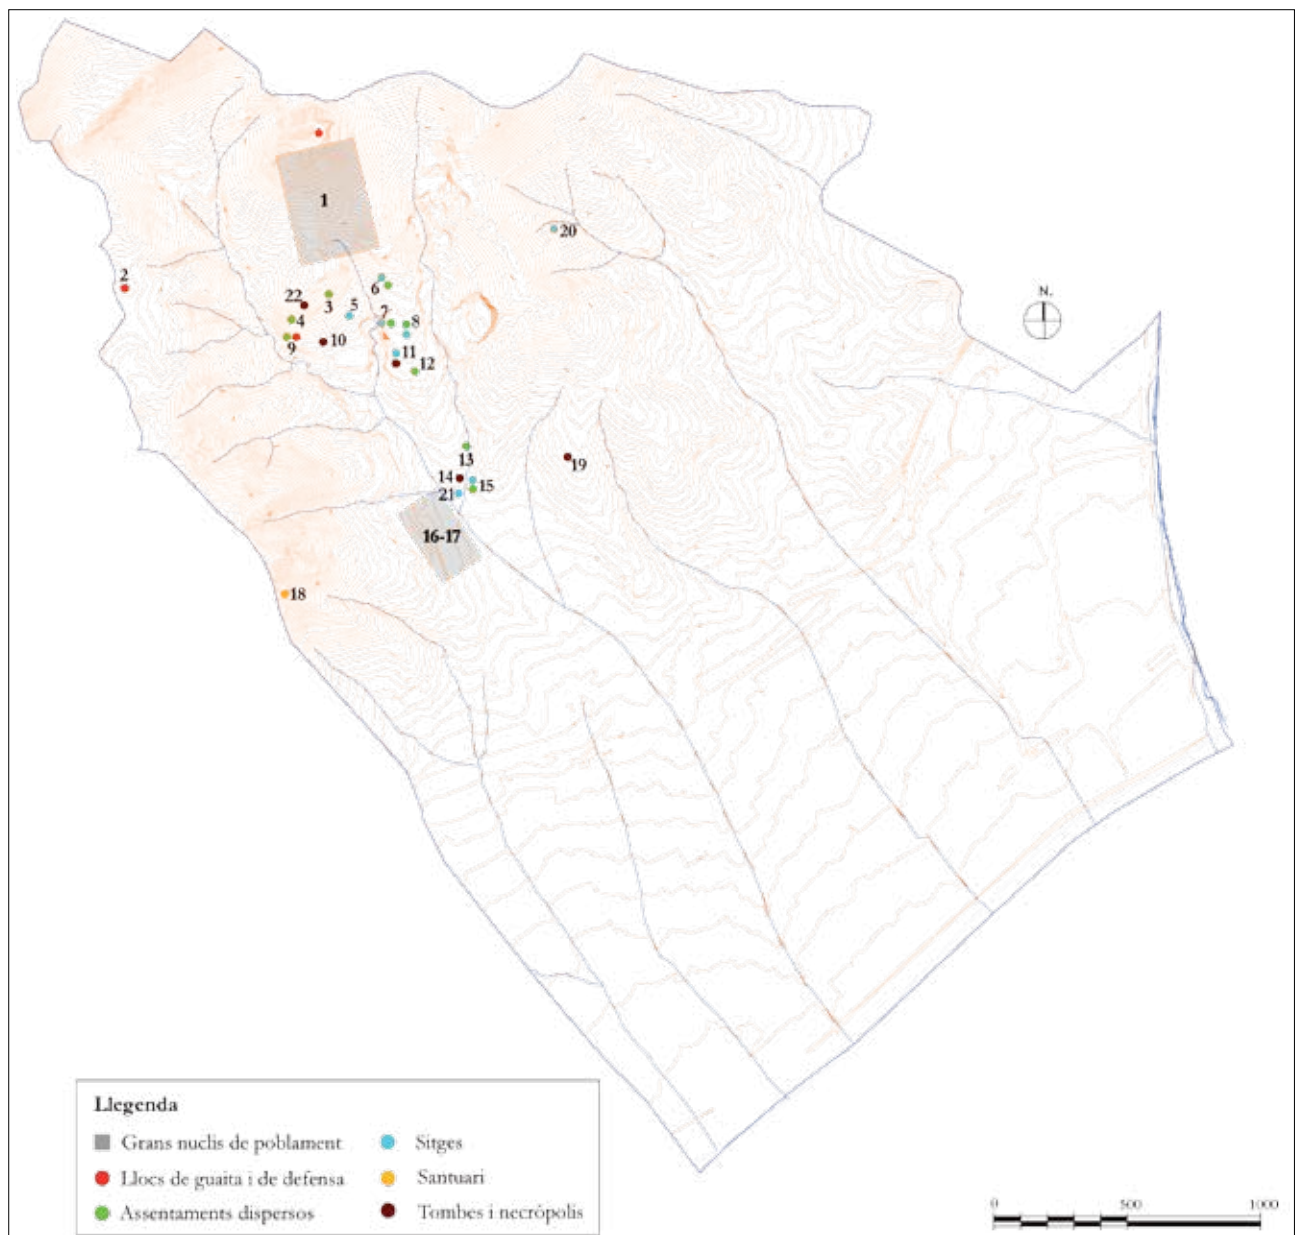 1
20
2
N
6
22
3
5
4
7
8
9
10
11
12
13
19
14
15
21
16-17
18
Llegenda
Grans nuclis de poblament
Llocs de guaita i de defensa
Assentaments dispersos
Sitges
Santuari
Tombes i necròpolis
0 500 1000